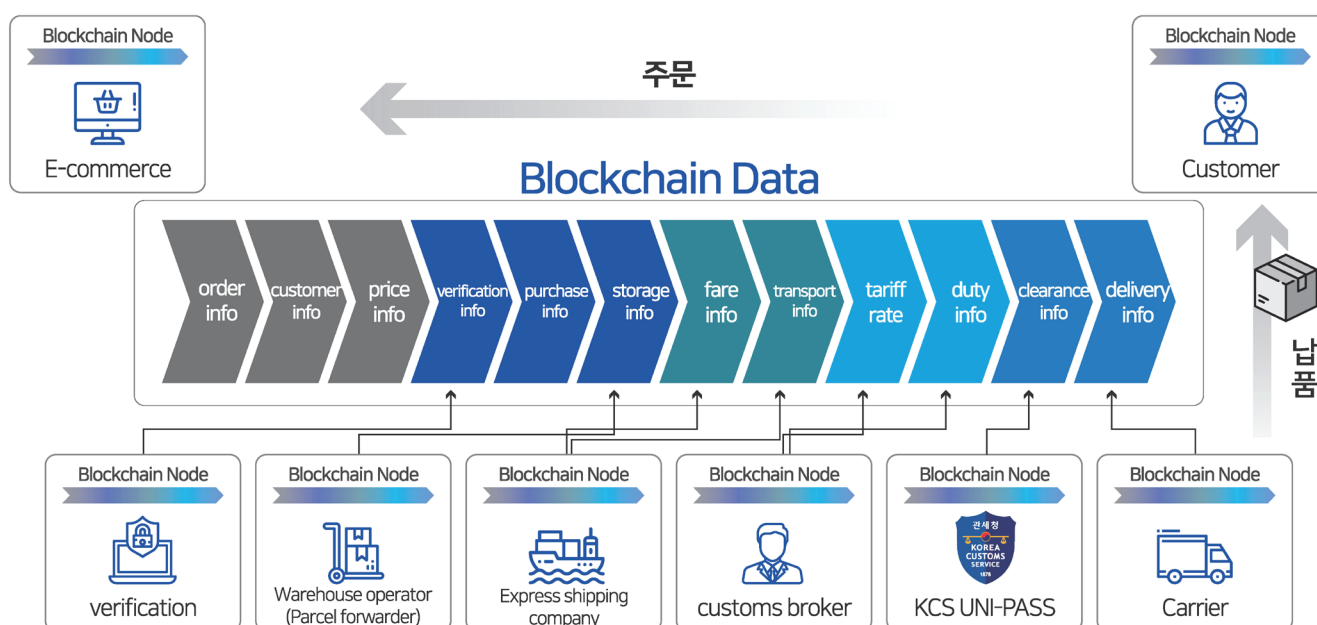 Blockchain Node
E-commerce
주문
Blockchain Node
Customer
Blockchain Data
order
info
customer
info
price
info
verification
info
purchase
info
storage
info
fare
info
transport
info
tariff
rate
duty
info
clearance
info
delivery
info
납품
Blockchain Node
verification
Blockchain Node
Warehouse operator
(Parcel forwarder)
Blockchain Node
Express shipping
company
Blockchain Node
customs broker
Blockchain Node
관세청
KOREA
CUSTOMS
SERVICE
1878
KCS UNI-PASS
Blockchain Node
Carrier